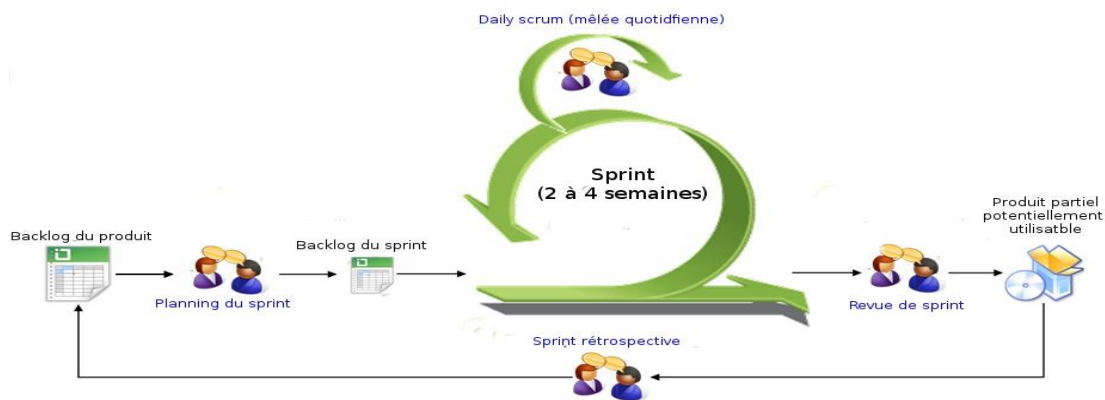 Daily scrum (mêlée quotidfienne)
Sprint
(2 à 4 semaines)
Backlog du produit
Planning du sprint
Backlog du sprint
Revue de sprint
Produit partiel
potentiellement
utilisatble
Sprint rétrospective